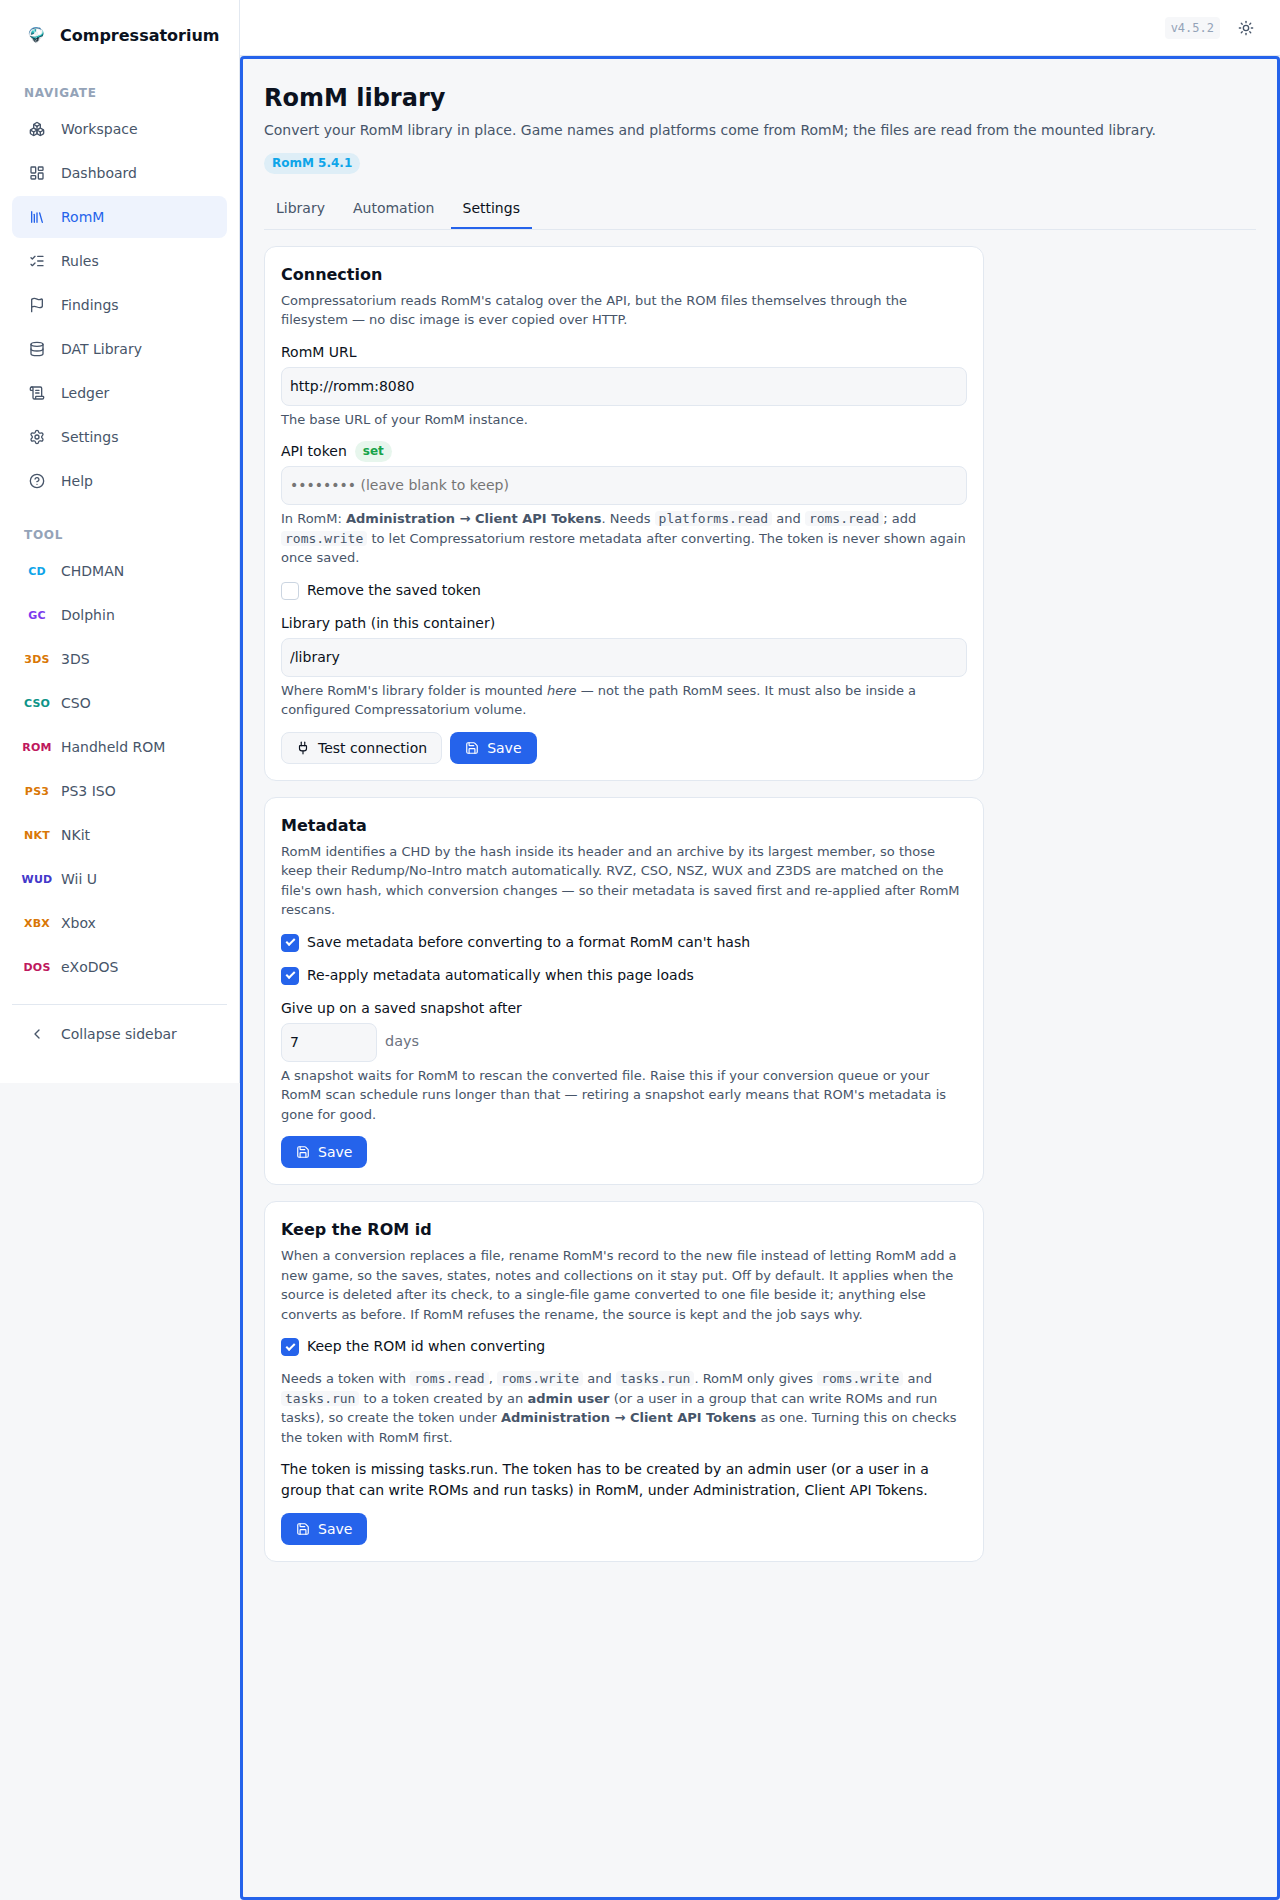 Compressatorium
v4.5.2
NAVIGATE
Workspace
Dashboard
RomM
Rules
Findings
DAT Library
Ledger
Settings
Help
TOOL
CD CHDMAN
GC Dolphin
3DS 3DS
CSO CSO
ROM Handheld ROM
PS3 PS3 ISO
NKT NKit
WUD Wii U
XBX Xbox
DOS eXoDOS
Collapse sidebar
RomM library
Convert your RomM library in place. Game names and platforms come from RomM; the files are read from the mounted library.
RomM 5.4.1
Library Automation Settings
Connection
Compressatorium reads RomM's catalog over the API, but the ROM files themselves through the
filesystem — no disc image is ever copied over HTTP.
RomM URL
http://romm:8080
The base URL of your RomM instance.
API token set
•••••••• (leave blank to keep)
In RomM: Administration → Client API Tokens. Needs platforms.read and roms.read; add
roms.write to let Compressatorium restore metadata after converting. The token is never shown again
once saved.
Remove the saved token
Library path (in this container)
/library
Where RomM's library folder is mounted here — not the path RomM sees. It must also be inside a
configured Compressatorium volume.
Test connection Save
Metadata
RomM identifies a CHD by the hash inside its header and an archive by its largest member, so those
keep their Redump/No-Intro match automatically. RVZ, CSO, NSZ, WUX and Z3DS are matched on the
file's own hash, which conversion changes — so their metadata is saved first and re-applied after RomM
rescans.
Save metadata before converting to a format RomM can't hash
Re-apply metadata automatically when this page loads
Give up on a saved snapshot after
7 days
A snapshot waits for RomM to rescan the converted file. Raise this if your conversion queue or your
RomM scan schedule runs longer than that — retiring a snapshot early means that ROM's metadata is
gone for good.
Save
Keep the ROM id
When a conversion replaces a file, rename RomM's record to the new file instead of letting RomM add a
new game, so the saves, states, notes and collections on it stay put. Off by default. It applies when the
source is deleted after its check, to a single-file game converted to one file beside it; anything else
converts as before. If RomM refuses the rename, the source is kept and the job says why.
Keep the ROM id when converting
Needs a token with roms.read, roms.write and tasks.run. RomM only gives roms.write and
tasks.run to a token created by an admin user (or a user in a group that can write ROMs and run
tasks), so create the token under Administration → Client API Tokens as one. Turning this on checks
the token with RomM first.
The token is missing tasks.run. The token has to be created by an admin user (or a user in a
group that can write ROMs and run tasks) in RomM, under Administration, Client API Tokens.
Save